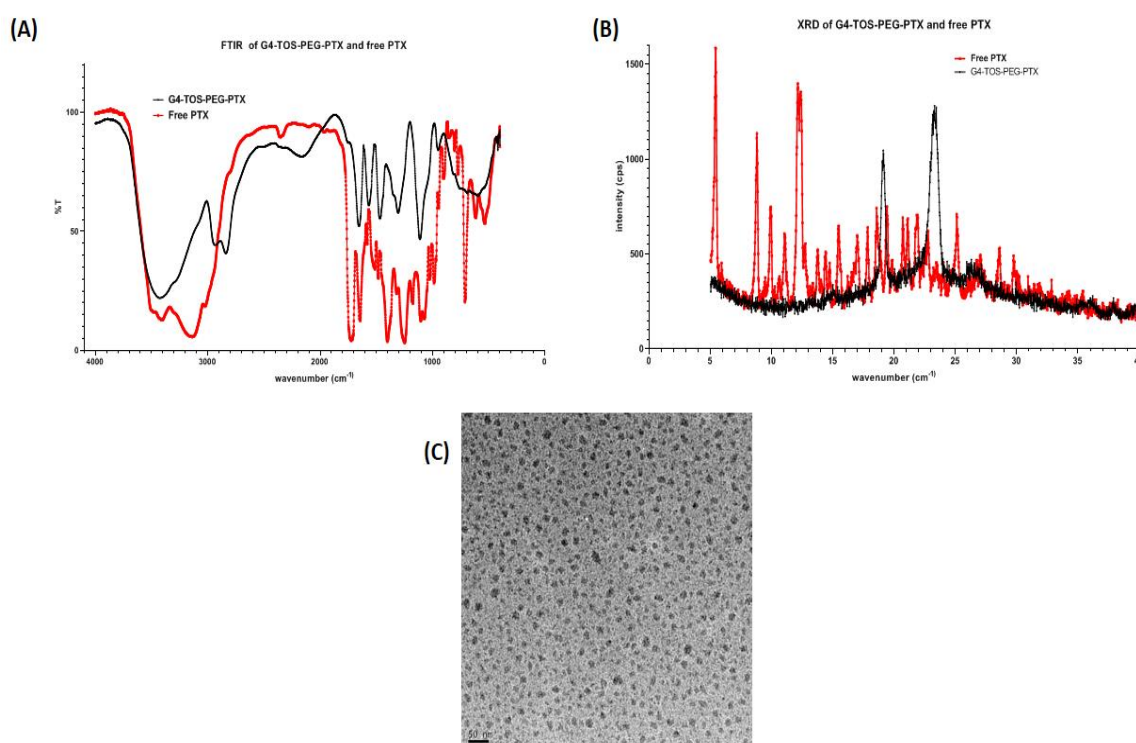 (A)
FTIR of G4-TOS-PEG-PTX and free PTX
G4-TOS-PEG-PTX
Free PTX
%T
100
50
0
4000
3000
2000
1000
0
wavenumber (cm-1)
(B)
XRD of G4-TOS-PEG-PTX and free PTX
Free PTX
G4-TOS-PEG-PTX
intensity (cps)
1500
1000
500
0
0
5
10
15
20
25
30
35
40
wavenumber (cm-1)
(C)
50 nm